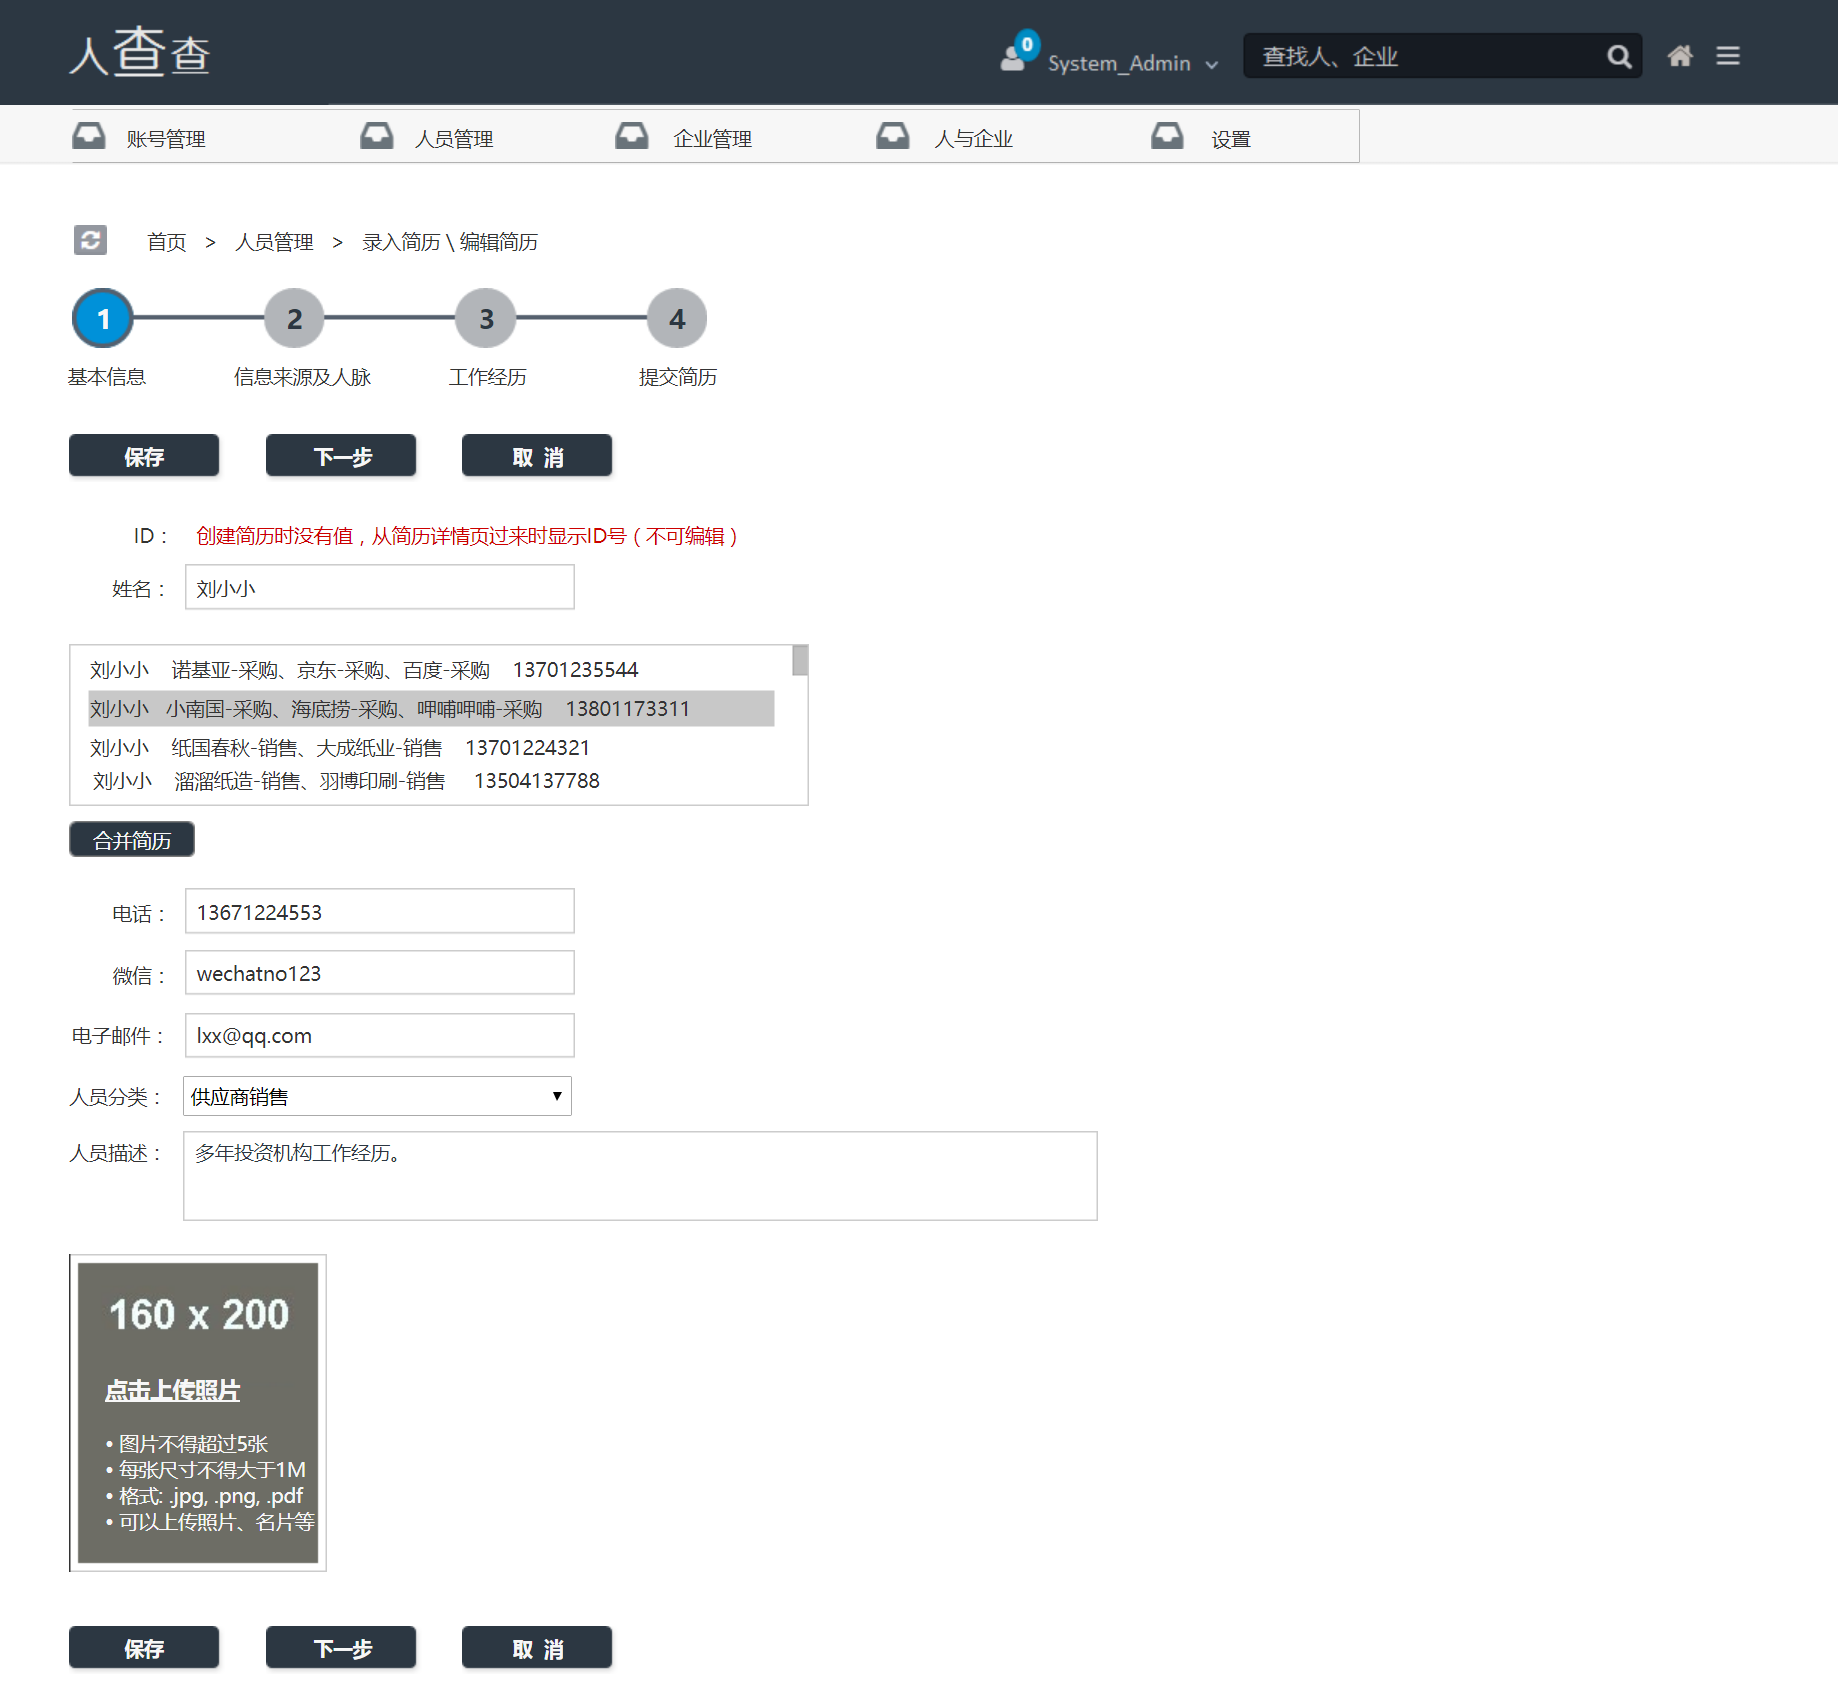 人查查
0 System_Admin 查找人、企业
账号管理 人员管理 企业管理 人与企业 设置
首页 > 人员管理 > 录入简历 \ 编辑简历
1 2 3 4
基本信息 信息来源及人脉 工作经历 提交简历
保存 下一步 取 消
ID： 创建简历时没有值，从简历详情页过来时显示ID号（不可编辑）
姓名： 刘小小
刘小小 诺基亚-采购、京东-采购、百度-采购 13701235544
刘小小 小南国-采购、海底捞-采购、呷哺呷哺-采购 13801173311
刘小小 纸国春秋-销售、大成纸业-销售 13701224321
刘小小 溜溜纸造-销售、羽博印刷-销售 13504137788
合并简历
电话： 13671224553
微信： wechatno123
电子邮件： lxx@qq.com
人员分类： 供应商销售
人员描述： 多年投资机构工作经历。
160 x 200
点击上传照片
• 图片不得超过5张
• 每张尺寸不得大于1M
• 格式: .jpg, .png, .pdf
• 可以上传照片、名片等
保存 下一步 取 消